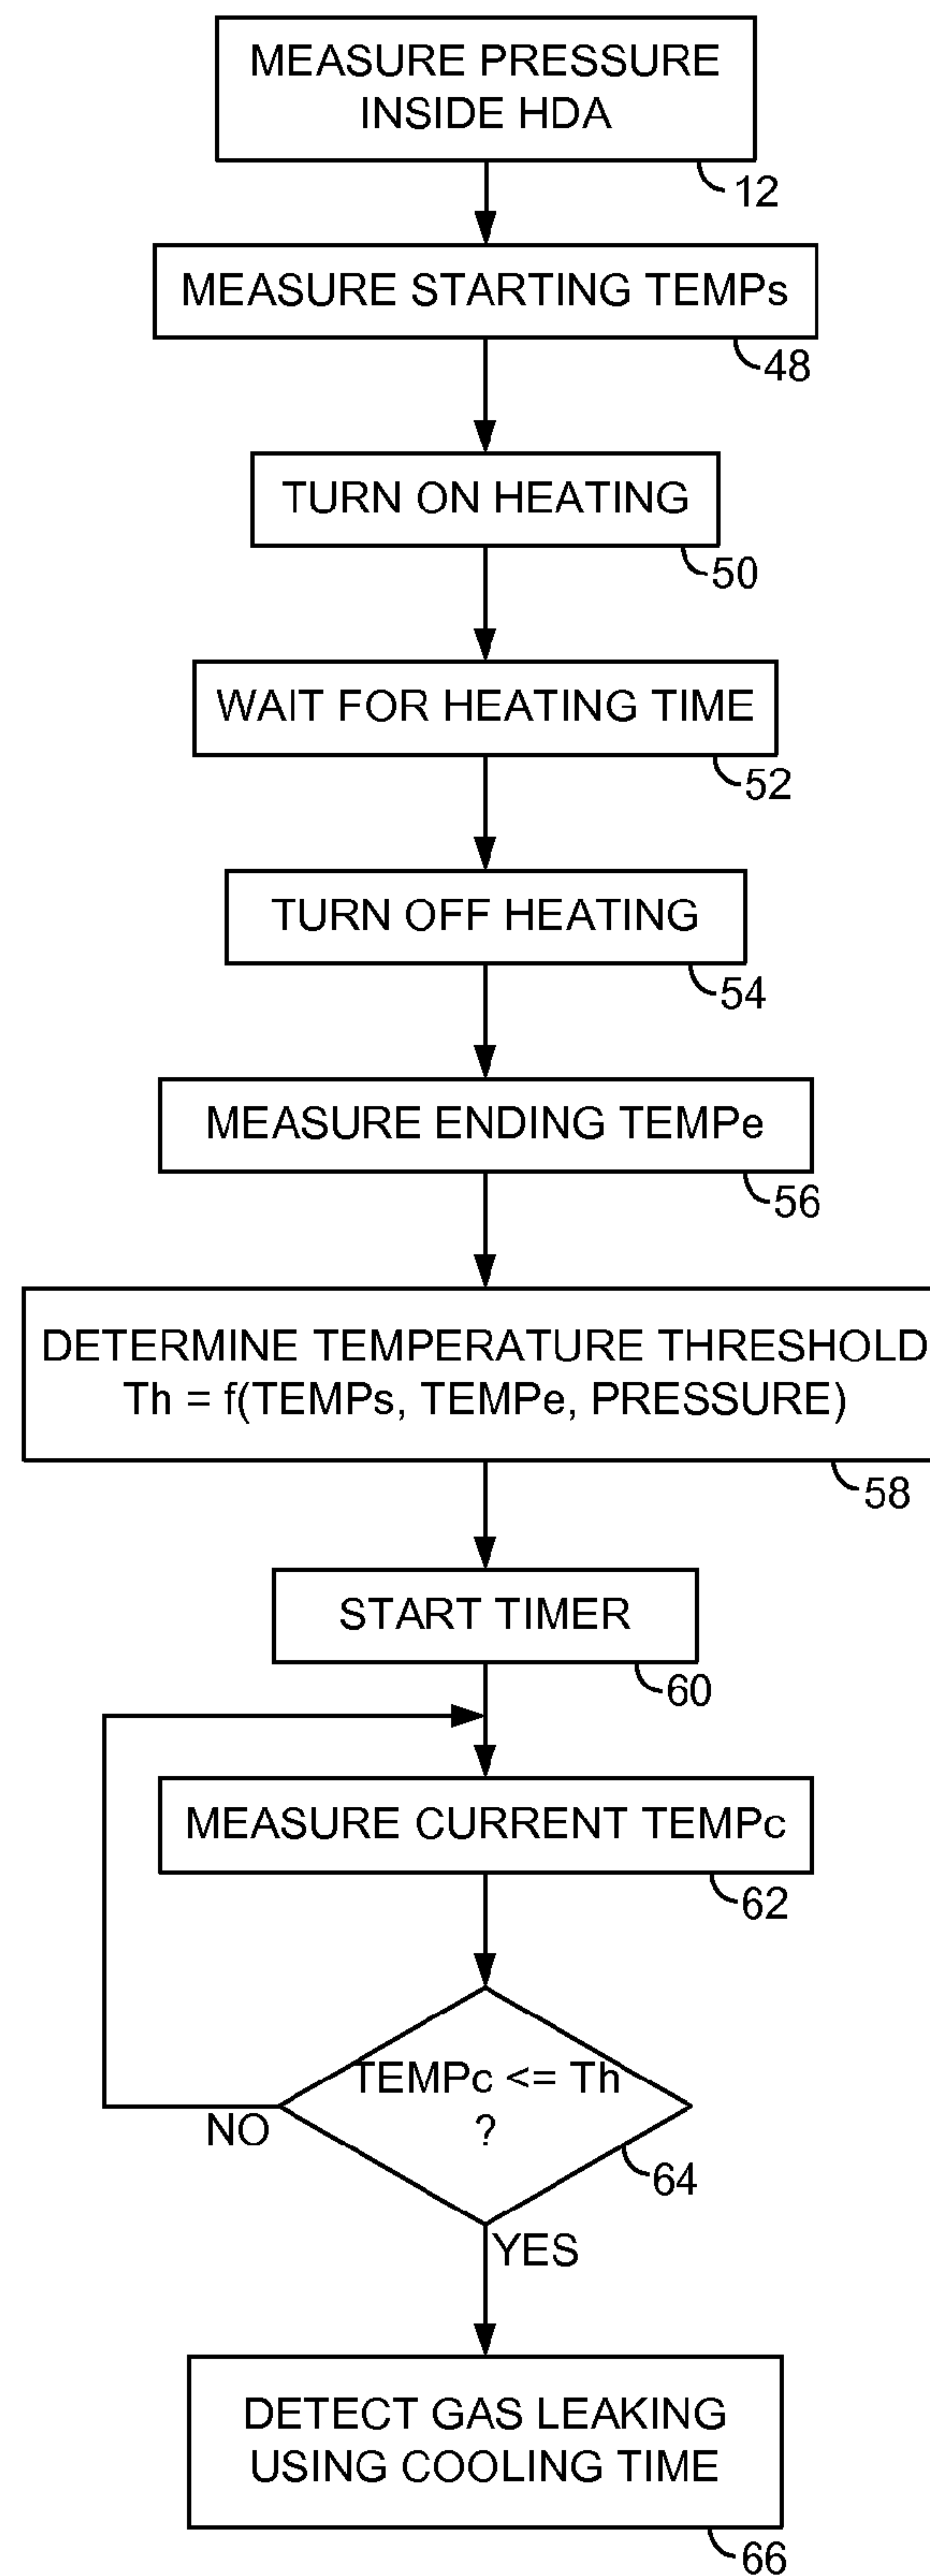 MEASURE PRESSURE
INSIDE HDA
12
MEASURE STARTING TEMPs
48
TURN ON HEATING
50
WAIT FOR HEATING TIME
52
TURN OFF HEATING
54
MEASURE ENDING TEMPe
56
DETERMINE TEMPERATURE THRESHOLD
Th = f(TEMPs, TEMPe, PRESSURE)
58
START TIMER
60
MEASURE CURRENT TEMPc
62
TEMPc <= Th
?
NO
64
YES
DETECT GAS LEAKING
USING COOLING TIME
66